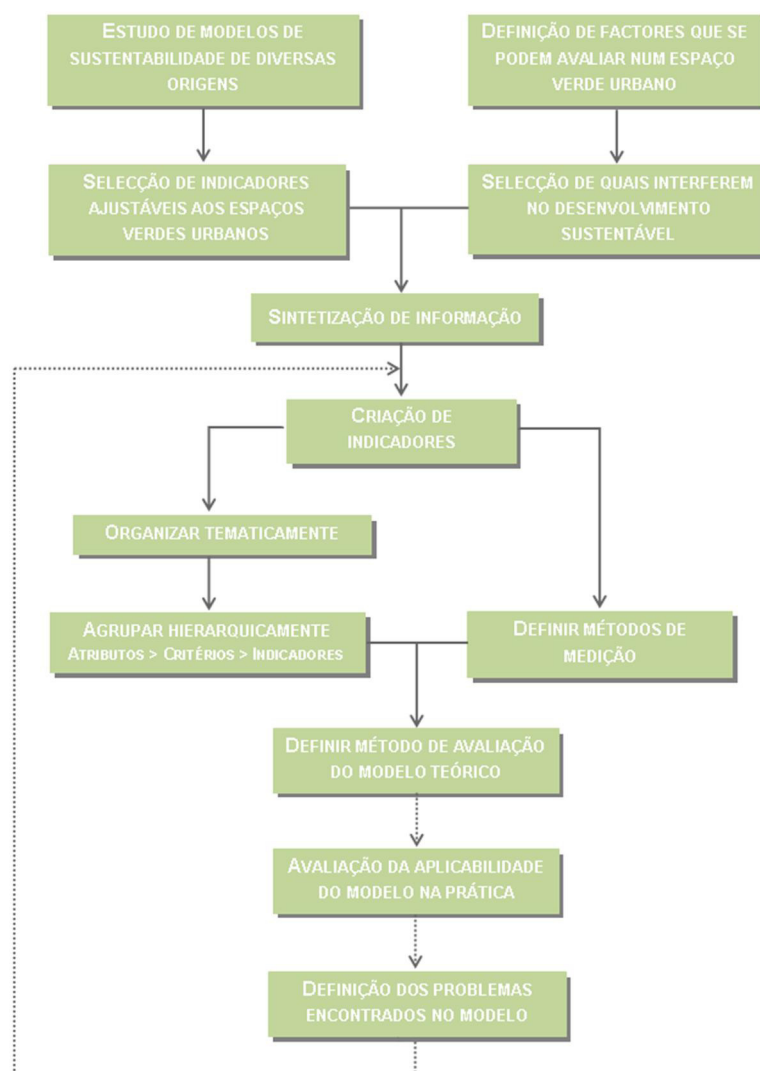 ESTUDO DE MODELOS DE
SUSTENTABILIDADE DE DIVERSAS
ORIGENS
DEFINIÇÃO DE FACTORES QUE SE
PODEM AVALIAR NUM ESPAÇO
VERDE URBANO
SELECÇÃO DE INDICADORES
AJUSTÁVEIS AOS ESPAÇOS
VERDES URBANOS
SELECÇÃO DE QUAIS INTERFEREM
NO DESENVOLVIMENTO
SUSTENTÁVEL
SINTETIZAÇÃO DE INFORMAÇÃO
CRIAÇÃO DE
INDICADORES
ORGANIZAR TEMATICAMENTE
AGRUPAR HIERARQUICAMENTE
ATRIBUTOS > CRITÉRIOS > INDICADORES
DEFINIR MÉTODOS DE
MEDIÇÃO
DEFINIR MÉTODO DE AVALIAÇÃO
DO MODELO TEÓRICO
AVALIAÇÃO DA APLICABILIDADE
DO MODELO NA PRÁTICA
DEFINIÇÃO DOS PROBLEMAS
ENCONTRADOS NO MODELO